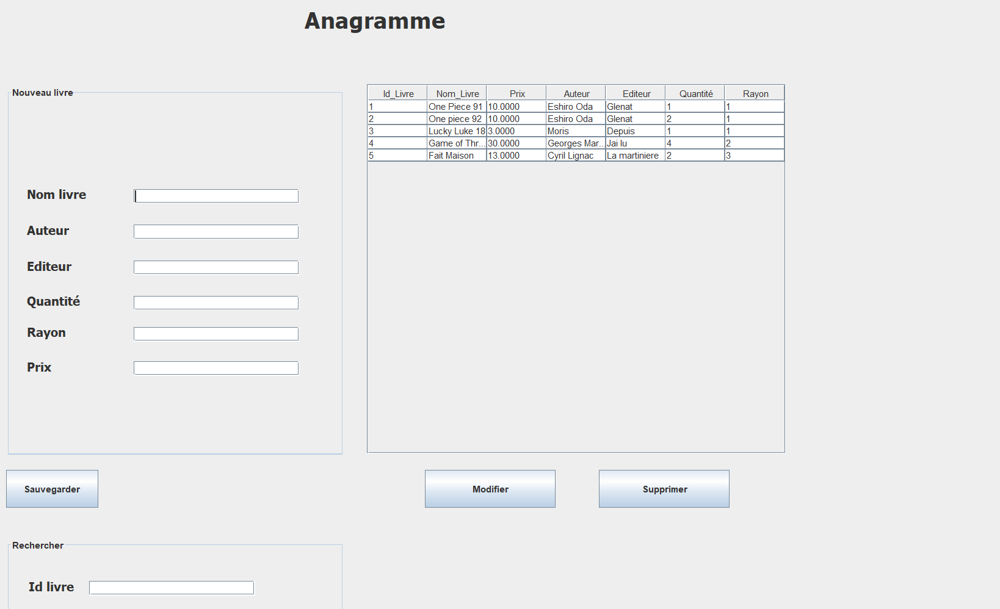 Anagramme
Nouveau livre
Nom livre
Auteur
Editeur
Quantité
Rayon
Prix
Id_Livre Nom_Livre Prix Auteur Editeur Quantité Rayon
1 One Piece 91 10.0000 Eshiro Oda Glenat 1 1
2 One piece 92 10.0000 Eshiro Oda Glenat 2 1
3 Lucky Luke 18 3.0000 Moris Depuis 1 1
4 Game of Thr... 30.0000 Georges Mar... Jai lu 4 2
5 Fait Maison 13.0000 Cyril Lignac La martiniere 2 3
Sauvegarder
Modifier
Supprimer
Rechercher
Id livre